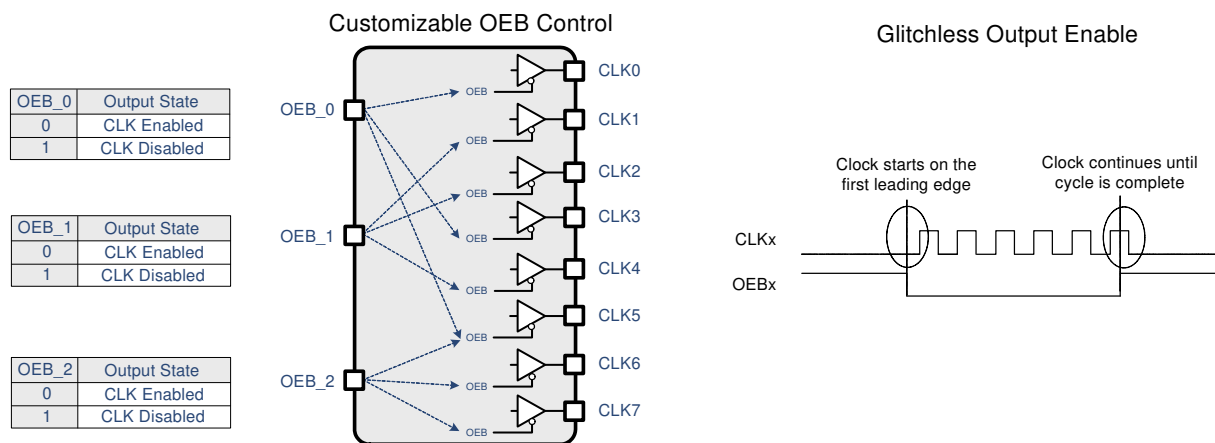 Customizable OEB Control
Glitchless Output Enable
OEB_0 Output State
0 CLK Enabled
1 CLK Disabled
OEB_1 Output State
0 CLK Enabled
1 CLK Disabled
OEB_2 Output State
0 CLK Enabled
1 CLK Disabled
OEB_0
OEB_1
OEB_2
OEB
OEB
OEB
OEB
OEB
OEB
OEB
OEB
CLK0
CLK1
CLK2
CLK3
CLK4
CLK5
CLK6
CLK7
Clock starts on the
first leading edge
Clock continues until
cycle is complete
CLKx
OEBx